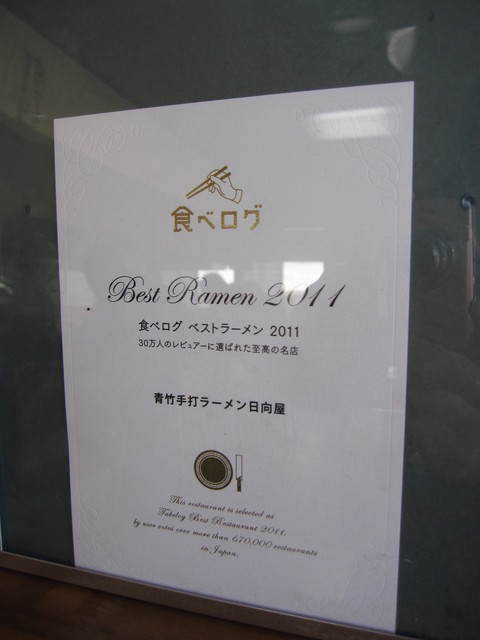 食べログ
Best Ramen 2011
食べログ ベストラーメン 2011
30万人のレビュアーに選ばれた至高の名店
青竹手打ラーメン日向屋
This restaurant is selected as
Tabelog Best Restaurant 2011,
by user votes over more than 670,000 restaurants
in Japan.